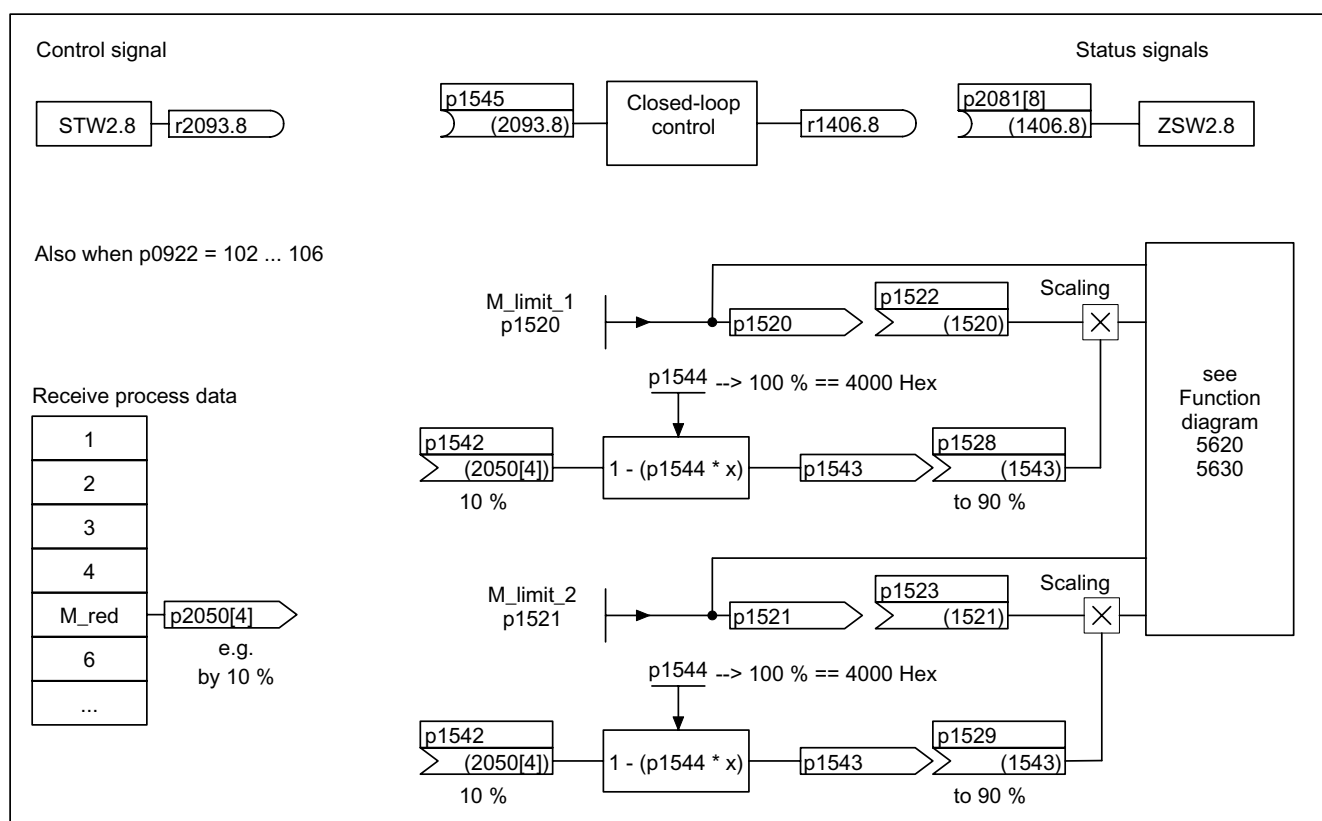 Control signal
Status signals
STW2.8
r2093.8
p1545
(2093.8)
Closed-loop
control
r1406.8
p2081[8]
(1406.8)
ZSW2.8
Also when p0922 = 102 ... 106
M_limit_1
p1520
p1520
p1522
(1520)
Scaling
p1544 --> 100 % == 4000 Hex
p1542
(2050[4])
10 %
1 - (p1544 * x)
p1543
p1528
(1543)
to 90 %
see
Function
diagram
5620
5630
Receive process data
1
2
3
4
M_red
6
...
p2050[4]
e.g.
by 10 %
M_limit_2
p1521
p1521
p1523
(1521)
Scaling
p1544 --> 100 % == 4000 Hex
p1542
(2050[4])
10 %
1 - (p1544 * x)
p1543
p1529
(1543)
to 90 %